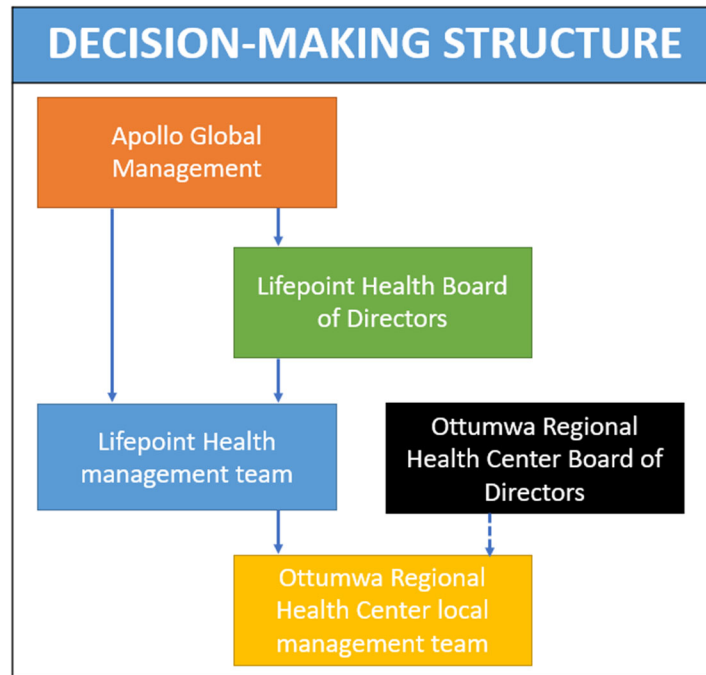 DECISION-MAKING STRUCTURE
Apollo Global
Management
Lifepoint Health Board
of Directors
Lifepoint Health
management team
Ottumwa Regional
Health Center Board of
Directors
Ottumwa Regional
Health Center local
management team